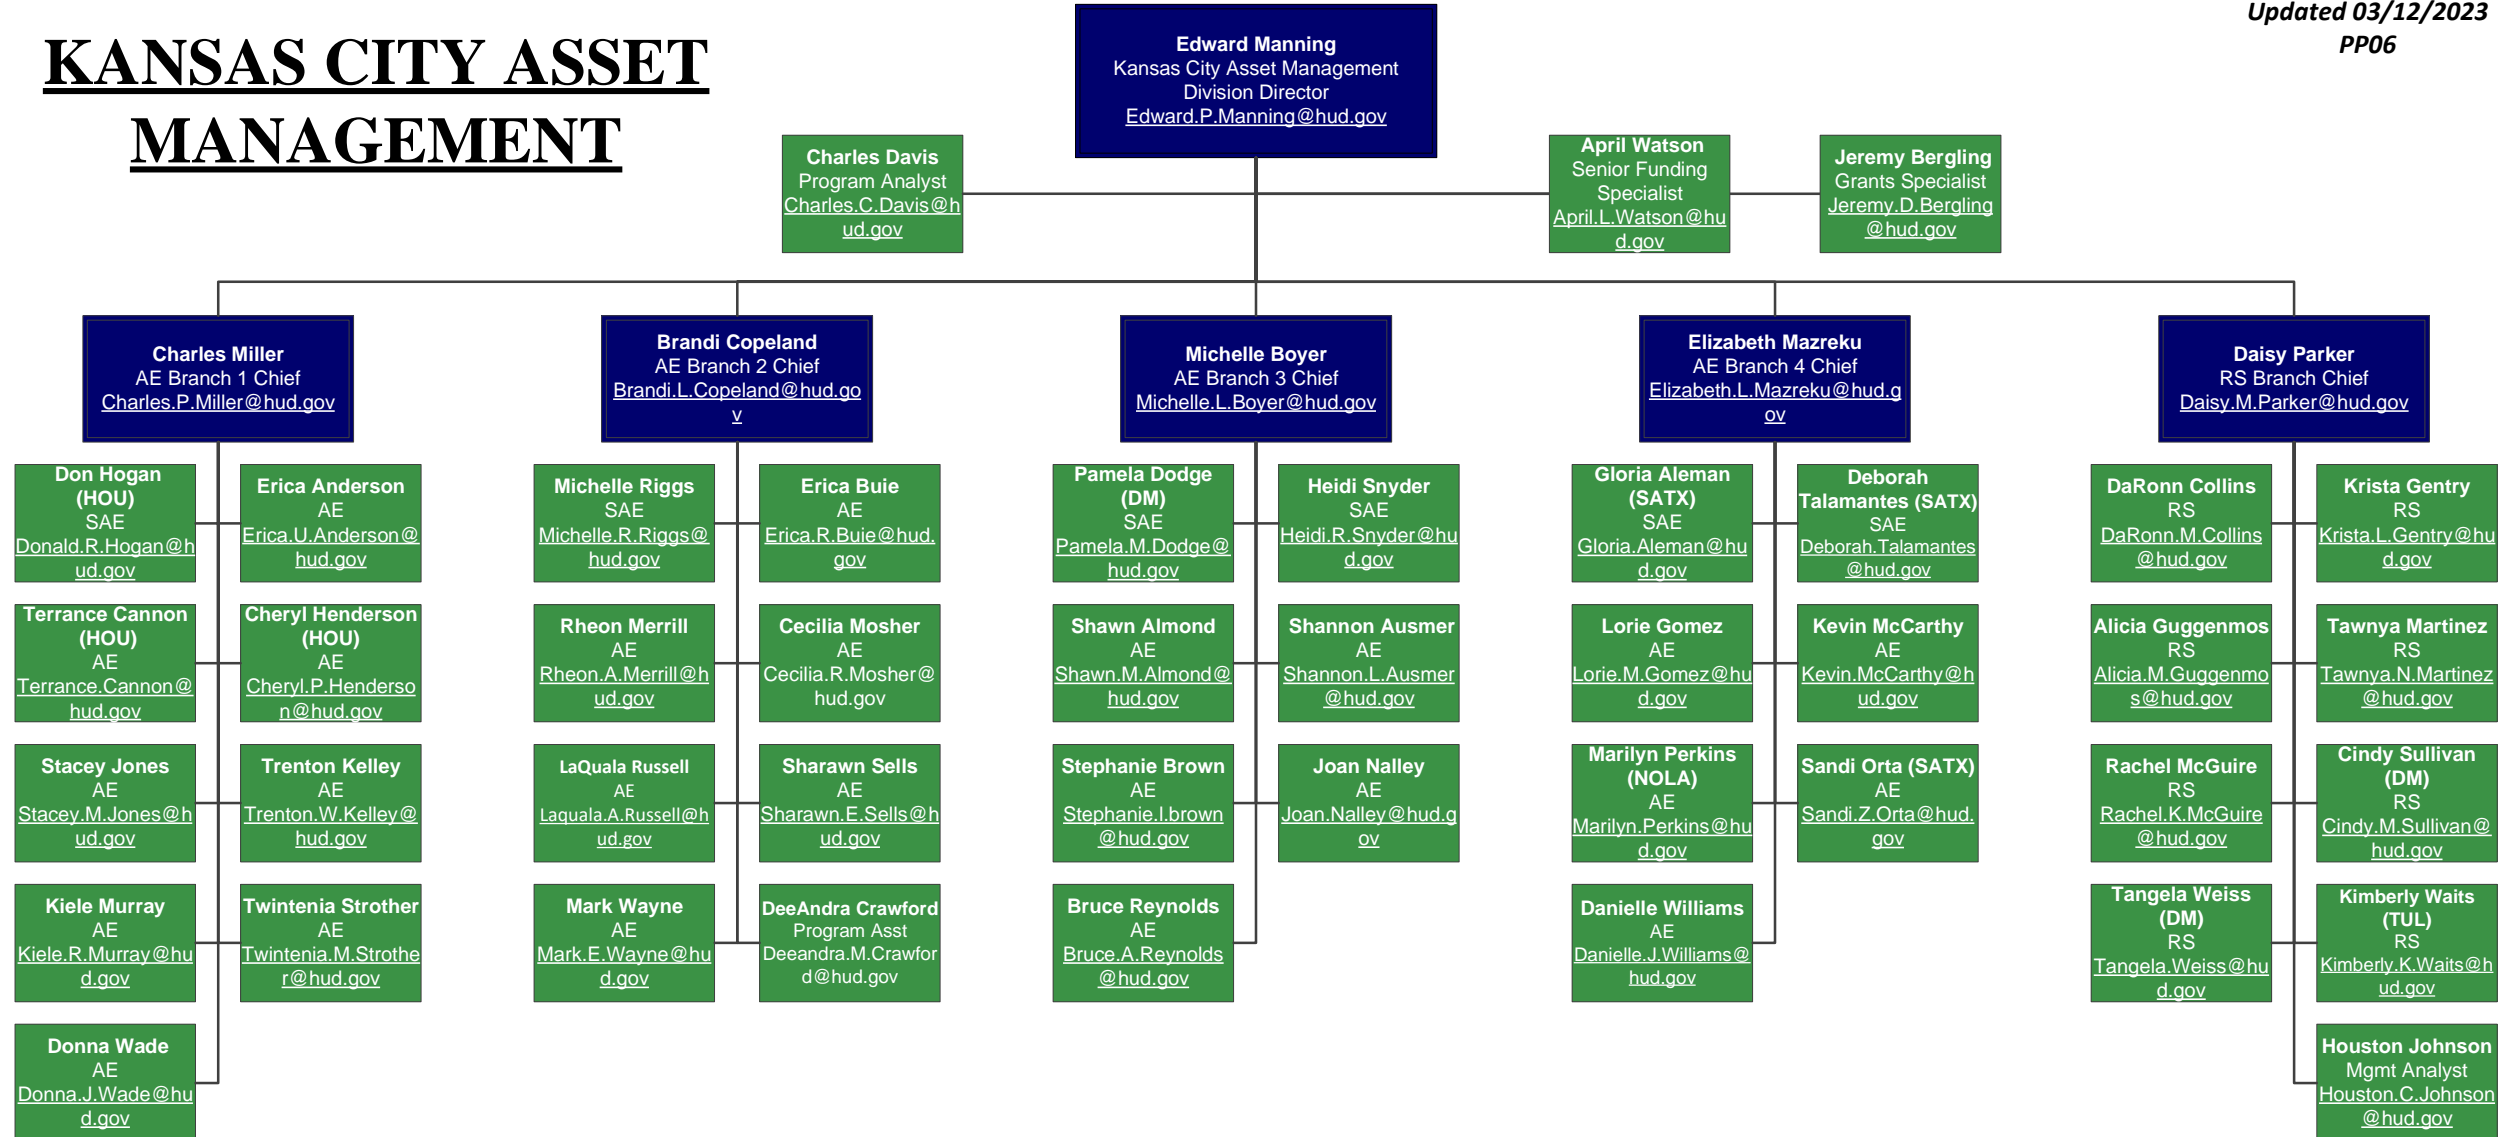 Updated 03/12/2023
PP06
KANSAS CITY ASSET
MANAGEMENT
Edward Manning
Kansas City Asset Management
Division Director
Edward.P.Manning@hud.gov
Charles Davis
Program Analyst
Charles.C.Davis@h
ud.gov
April Watson
Senior Funding
Specialist
April.L.Watson@hu
d.gov
Jeremy Bergling
Grants Specialist
Jeremy.D.Bergling
@hud.gov
Charles Miller
AE Branch 1 Chief
Charles.P.Miller@hud.gov
Brandi Copeland
AE Branch 2 Chief
Brandi.L.Copeland@hud.go
v
Michelle Boyer
AE Branch 3 Chief
Michelle.L.Boyer@hud.gov
Elizabeth Mazreku
AE Branch 4 Chief
Elizabeth.L.Mazreku@hud.g
ov
Daisy Parker
RS Branch Chief
Daisy.M.Parker@hud.gov
Don Hogan
(HOU)
SAE
Donald.R.Hogan@h
ud.gov
Erica Anderson
AE
Erica.U.Anderson@
hud.gov
Terrance Cannon
(HOU)
AE
Terrance.Cannon@
hud.gov
Cheryl Henderson
(HOU)
AE
Cheryl.P.Henderso
n@hud.gov
Stacey Jones
AE
Stacey.M.Jones@h
ud.gov
Trenton Kelley
AE
Trenton.W.Kelley@
hud.gov
Kiele Murray
AE
Kiele.R.Murray@hu
d.gov
Twintenia Strother
AE
Twintenia.M.Strothe
r@hud.gov
Donna Wade
AE
Donna.J.Wade@hu
d.gov
Michelle Riggs
SAE
Michelle.R.Riggs@
hud.gov
Erica Buie
AE
Erica.R.Buie@hud.
gov
Rheon Merrill
AE
Rheon.A.Merrill@h
ud.gov
Cecilia Mosher
AE
Cecilia.R.Mosher@
hud.gov
LaQuala Russell
AE
Laquala.A.Russell@h
ud.gov
Sharawn Sells
AE
Sharawn.E.Sells@h
ud.gov
Mark Wayne
AE
Mark.E.Wayne@hu
d.gov
DeeAndra Crawford
Program Asst
Deeandra.M.Crawfor
d@hud.gov
Pamela Dodge
(DM)
SAE
Pamela.M.Dodge@
hud.gov
Heidi Snyder
SAE
Heidi.R.Snyder@hu
d.gov
Shawn Almond
AE
Shawn.M.Almond@
hud.gov
Shannon Ausmer
AE
Shannon.L.Ausmer
@hud.gov
Stephanie Brown
AE
Stephanie.I.brown
@hud.gov
Joan Nalley
AE
Joan.Nalley@hud.g
ov
Bruce Reynolds
AE
Bruce.A.Reynolds
@hud.gov
Gloria Aleman
(SATX)
SAE
Gloria.Aleman@hu
d.gov
Deborah
Talamantes (SATX)
SAE
Deborah.Talamantes
@hud.gov
Lorie Gomez
AE
Lorie.M.Gomez@hu
d.gov
Kevin McCarthy
AE
Kevin.McCarthy@h
ud.gov
Marilyn Perkins
(NOLA)
AE
Marilyn.Perkins@hu
d.gov
Sandi Orta (SATX)
AE
Sandi.Z.Orta@hud.
gov
Danielle Williams
AE
Danielle.J.Williams@
hud.gov
DaRonn Collins
RS
DaRonn.M.Collins
@hud.gov
Krista Gentry
RS
Krista.L.Gentry@hu
d.gov
Alicia Guggenmos
RS
Alicia.M.Guggenmo
s@hud.gov
Tawnya Martinez
RS
Tawnya.N.Martinez
@hud.gov
Rachel McGuire
RS
Rachel.K.McGuire
@hud.gov
Cindy Sullivan
(DM)
RS
Cindy.M.Sullivan@
hud.gov
Tangela Weiss
(DM)
RS
Tangela.Weiss@hu
d.gov
Kimberly Waits
(TUL)
RS
Kimberly.K.Waits@h
ud.gov
Houston Johnson
Mgmt Analyst
Houston.C.Johnson
@hud.gov